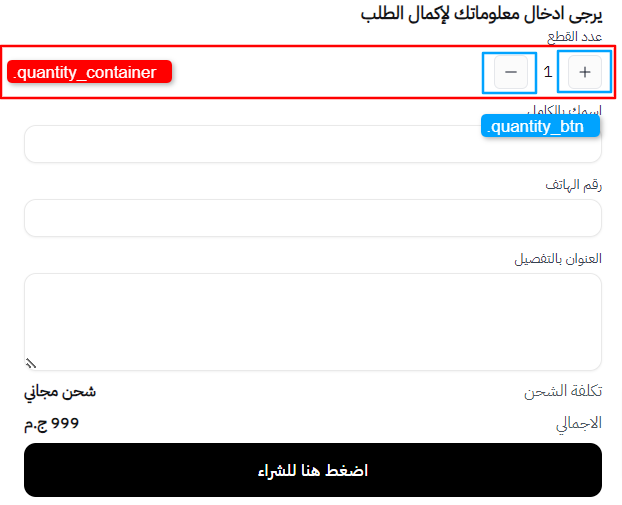 يرجى ادخال معلوماتك لإكمال الطلب
عدد القطع
+ 1 −
.quantity_container
اسمك بالكامل
.quantity_btn
رقم الهاتف
العنوان بالتفصيل
تكلفة الشحن شحن مجاني
الاجمالي 999 ج.م
اضغط هنا للشراء